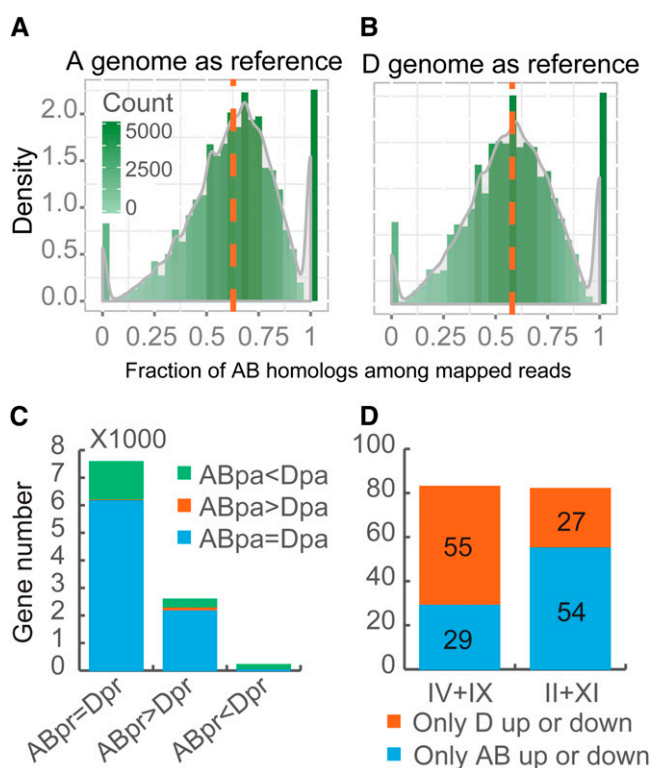 A
B
A genome as reference
D genome as reference
Count
5000
2500
0
Density
2.0
1.5
1.0
0.5
0.0
0 0.25 0.5 0.75 1
0 0.25 0.5 0.75 1
Fraction of AB homologs among mapped reads
C
D
X1000
Gene number
8
7
6
5
4
3
2
1
0
ABpa<Dpa
ABpa>Dpa
ABpa=Dpa
ABpr=Dpr
ABpr>Dpr
ABpr<Dpr
100
80
60
40
20
0
55
29
27
54
IV+IX
II+XI
Only D up or down
Only AB up or down